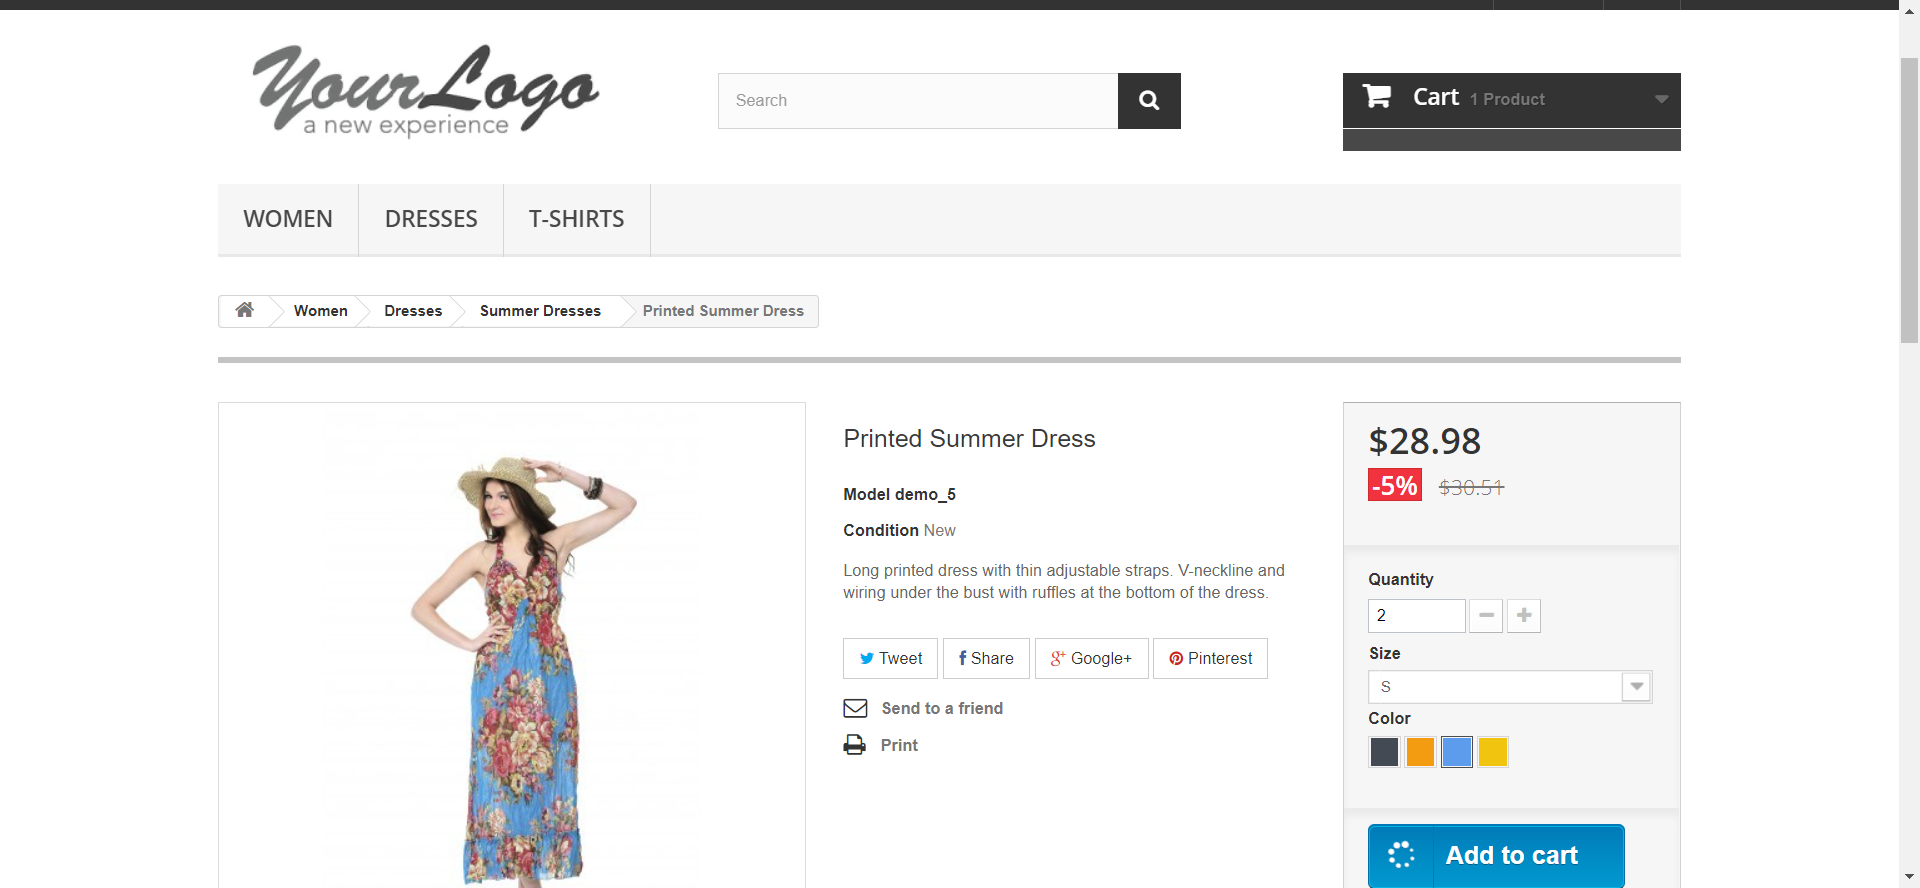 YourLogo
a new experience
Search
Cart 1 Product
WOMEN
DRESSES
T-SHIRTS
Women
Dresses
Summer Dresses
Printed Summer Dress
Printed Summer Dress
Model demo_5
Condition New
Long printed dress with thin adjustable straps. V-neckline and
wiring under the bust with ruffles at the bottom of the dress.
Tweet
Share
Google+
Pinterest
Send to a friend
Print
$28.98
-5% $30.51
Quantity
2
Size
S
Color
Add to cart